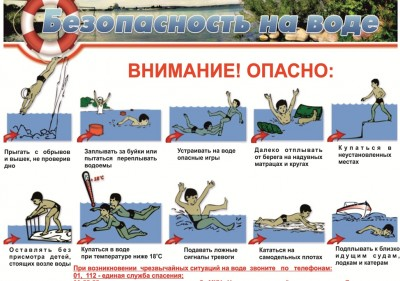 Безопасность на воде
ВНИМАНИЕ! ОПАСНО:
Прыгать с обрывов
и вышек, не проверив
дно
Заплывать за буйки или
пытаться переплывать
водоемы
Устраивать на воде
опасные игры
Далеко отплывать
от берега на надувных
матрацах и кругах
Купаться в
неустановленных
местах
Оставлять без
присмотра детей,
стоящих возле воды
Купаться в воде
при температуре ниже 18°С
Подавать ложные
сигналы тревоги
Кататься на
самодельных плотах
Подплывать к близко
идущим судам,
лодкам и катерам
При возникновении чрезвычайных ситуаций на воде звоните по телефонам:
01, 112 - единая служба спасения;